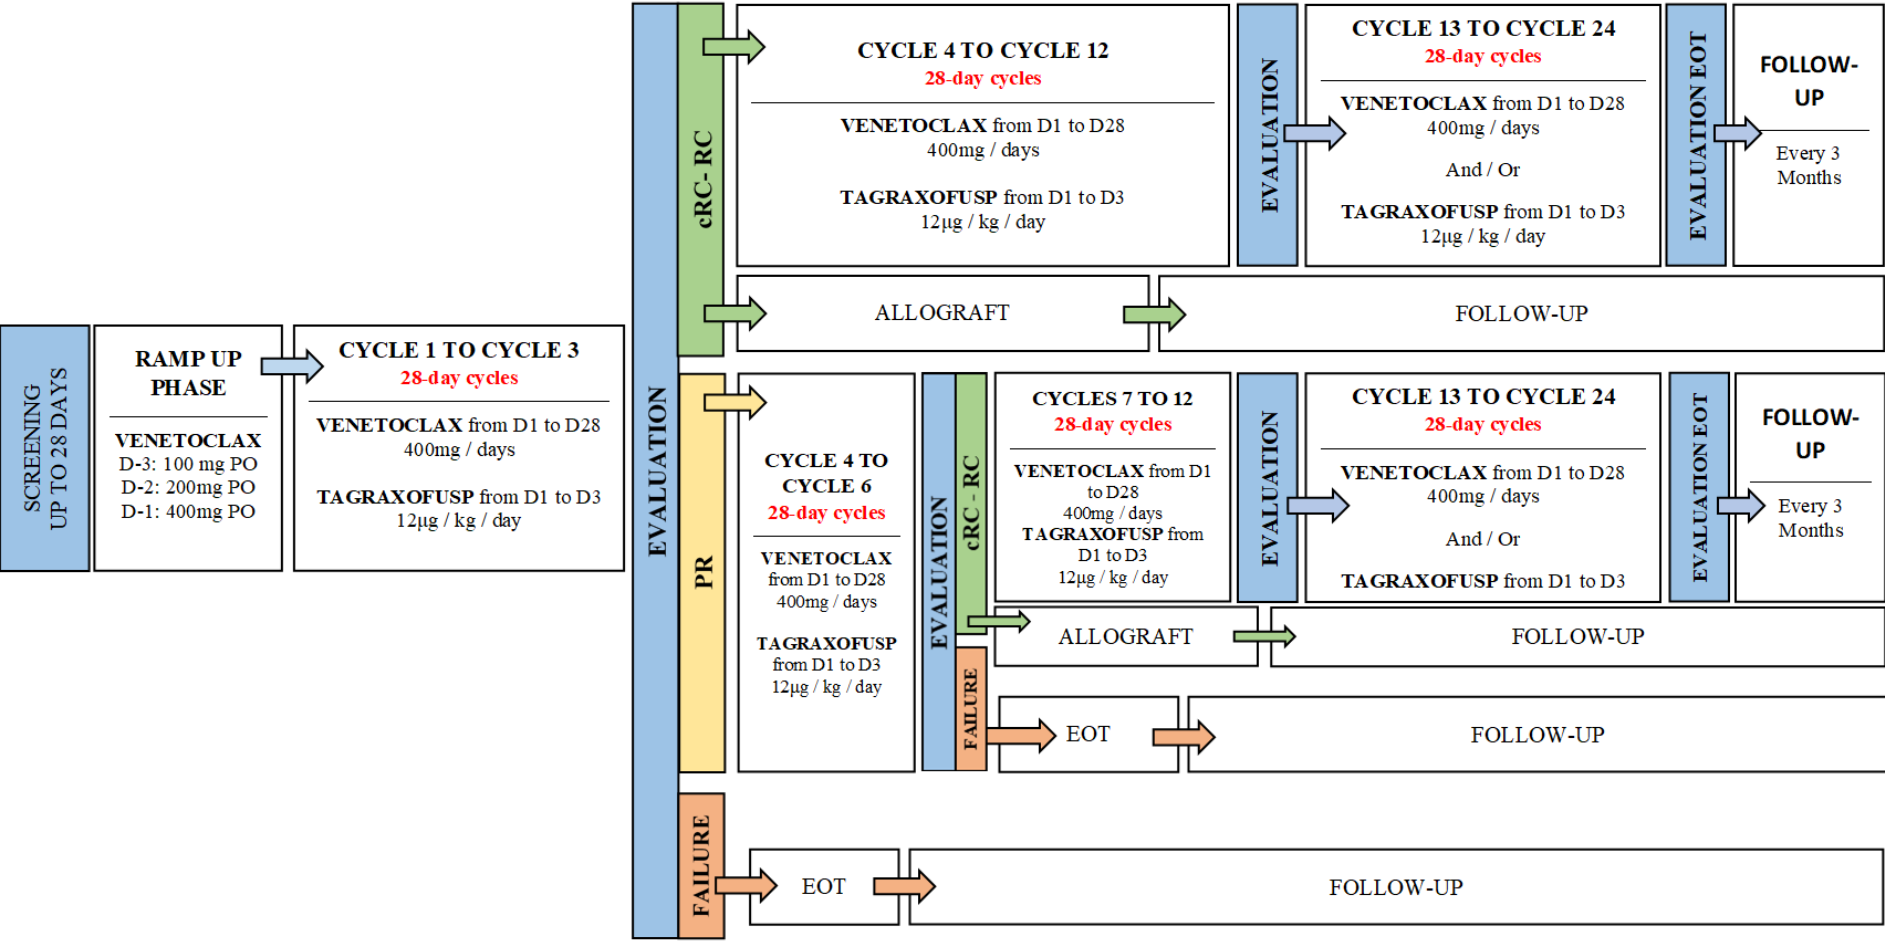 SCREENING
UP TO 28 DAYS
RAMP UP
PHASE
VENETOCLAX
D-3: 100 mg PO
D-2: 200mg PO
D-1: 400mg PO
CYCLE 1 TO CYCLE 3
28-day cycles
VENETOCLAX from D1 to D28
400mg / days
TAGRAXOFUSP from D1 to D3
12µg / kg / day
EVALUATION
cRC- RC
CYCLE 4 TO CYCLE 12
28-day cycles
VENETOCLAX from D1 to D28
400mg / days
TAGRAXOFUSP from D1 to D3
12µg / kg / day
EVALUATION
CYCLE 13 TO CYCLE 24
28-day cycles
VENETOCLAX from D1 to D28
400mg / days
And / Or
TAGRAXOFUSP from D1 to D3
12µg / kg / day
EVALUATION EOT
FOLLOW-
UP
Every 3
Months
ALLOGRAFT
FOLLOW-UP
PR
CYCLE 4 TO
CYCLE 6
28-day cycles
VENETOCLAX
from D1 to D28
400mg / days
TAGRAXOFUSP
from D1 to D3
12µg / kg / day
EVALUATION
cRC - RC
CYCLES 7 TO 12
28-day cycles
VENETOCLAX from D1
to D28
400mg / days
TAGRAXOFUSP from
D1 to D3
12µg / kg / day
EVALUATION
CYCLE 13 TO CYCLE 24
28-day cycles
VENETOCLAX from D1 to D28
400mg / days
And / Or
TAGRAXOFUSP from D1 to D3
EVALUATION EOT
FOLLOW-
UP
Every 3
Months
ALLOGRAFT
FOLLOW-UP
FAILURE
EOT
FOLLOW-UP
FAILURE
EOT
FOLLOW-UP